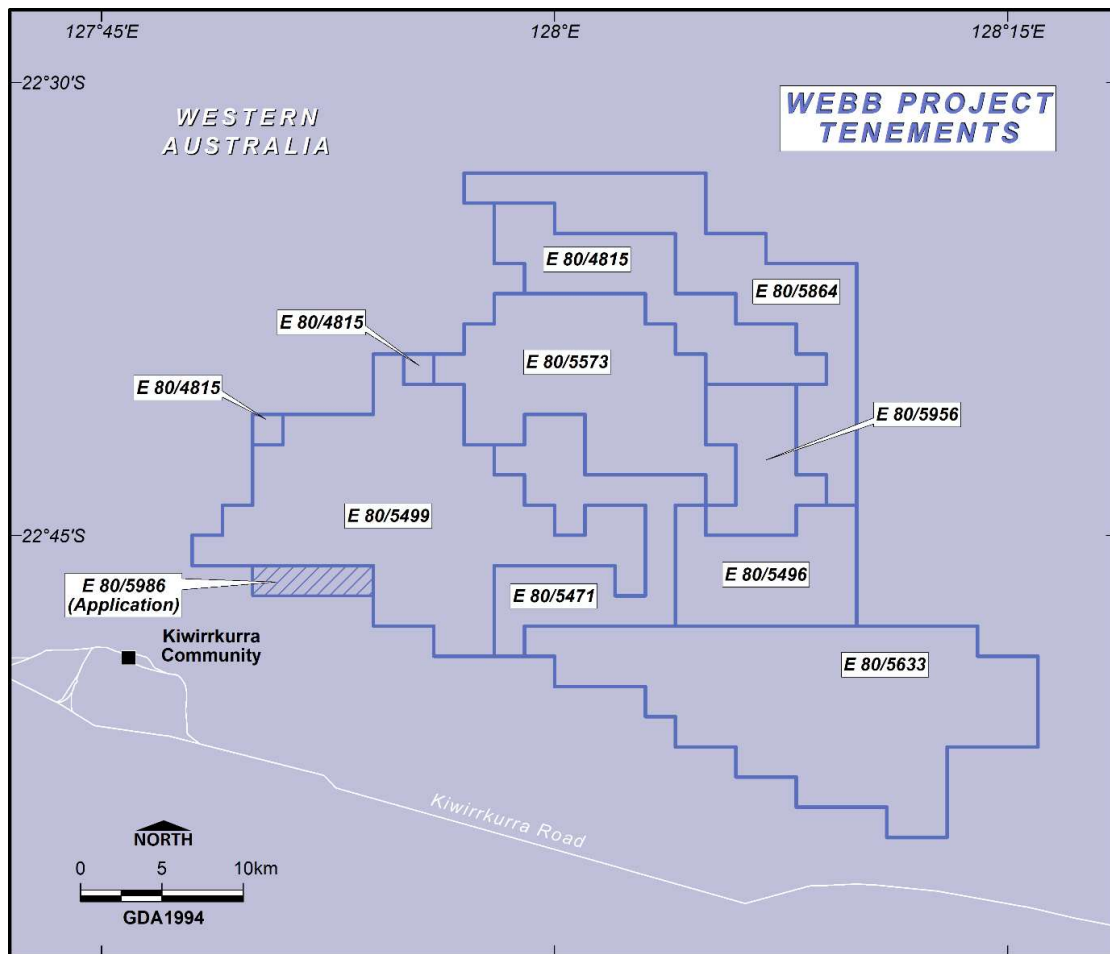 127°45'E
128°E
128°15'E
22°30'S
WESTERN
AUSTRALIA
WEBB PROJECT
TENEMENTS
E 80/4815
E 80/5864
E 80/4815
E 80/5573
E 80/4815
E 80/5956
E 80/5499
22°45'S
E 80/5986
(Application)
E 80/5496
E 80/5471
Kiwirrkurra
Community
E 80/5633
Kiwirrkurra Road
NORTH
0 5 10km
GDA1994